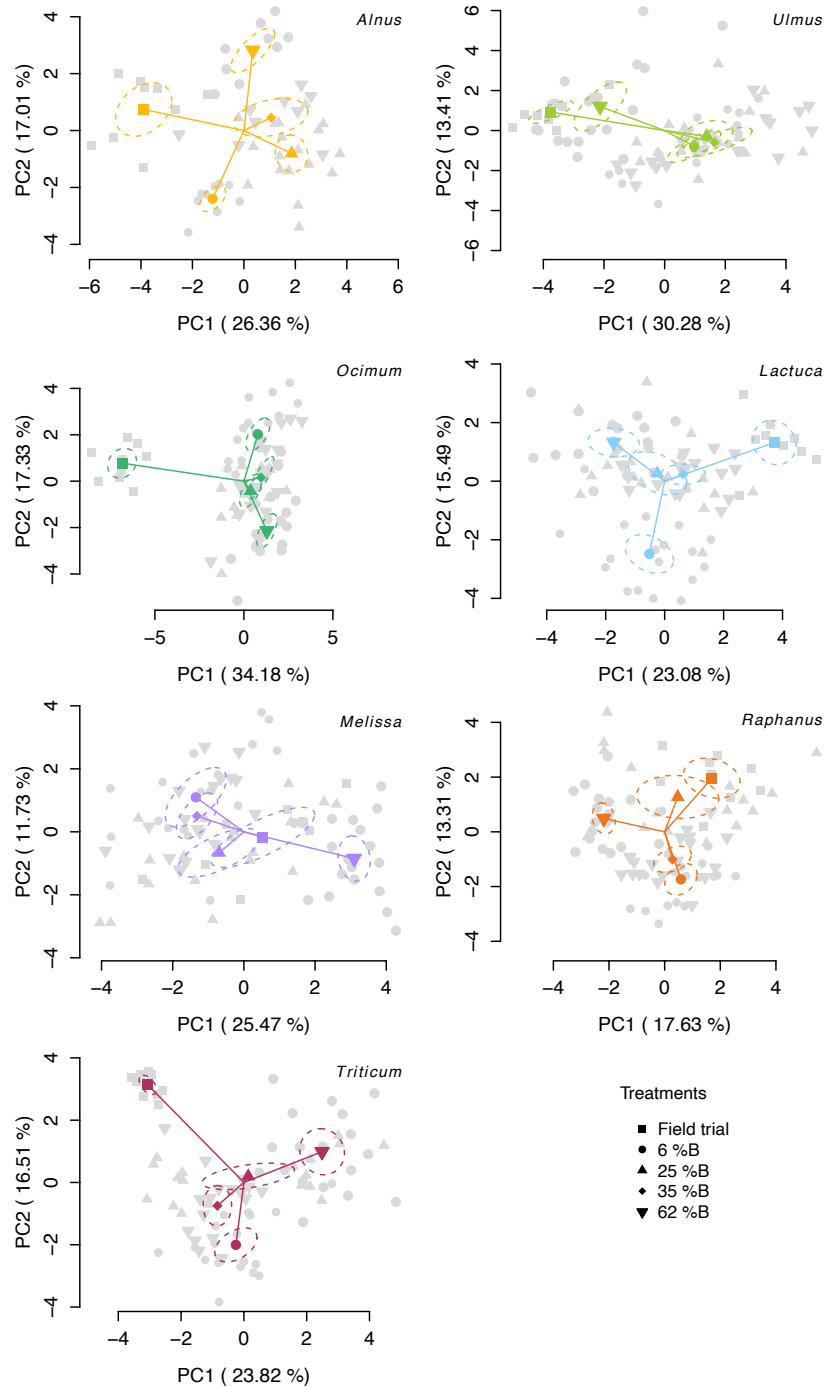 Alnus
4
2
0
−2
−4
PC2 ( 17.01 %)
−6 −4 −2 0 2 4 6
PC1 ( 26.36 %)
Ulmus
6
4
2
0
−2
−6
PC2 ( 13.41 %)
−4 −2 0 2 4
PC1 ( 30.28 %)
Ocimum
4
2
0
−2
−4
PC2 ( 17.33 %)
−5 0 5
PC1 ( 34.18 %)
Lactuca
4
2
0
−4
PC2 ( 15.49 %)
−4 −2 0 2 4
PC1 ( 23.08 %)
Melissa
4
2
0
−2
−4
PC2 ( 11.73 %)
−4 −2 0 2 4
PC1 ( 25.47 %)
Raphanus
4
2
0
−2
−4
PC2 ( 13.31 %)
−4 −2 0 2 4
PC1 ( 17.63 %)
Triticum
4
2
0
−2
−4
PC2 ( 16.51 %)
−4 −2 0 2 4
PC1 ( 23.82 %)
Treatments
Field trial
6 %B
25 %B
35 %B
62 %B